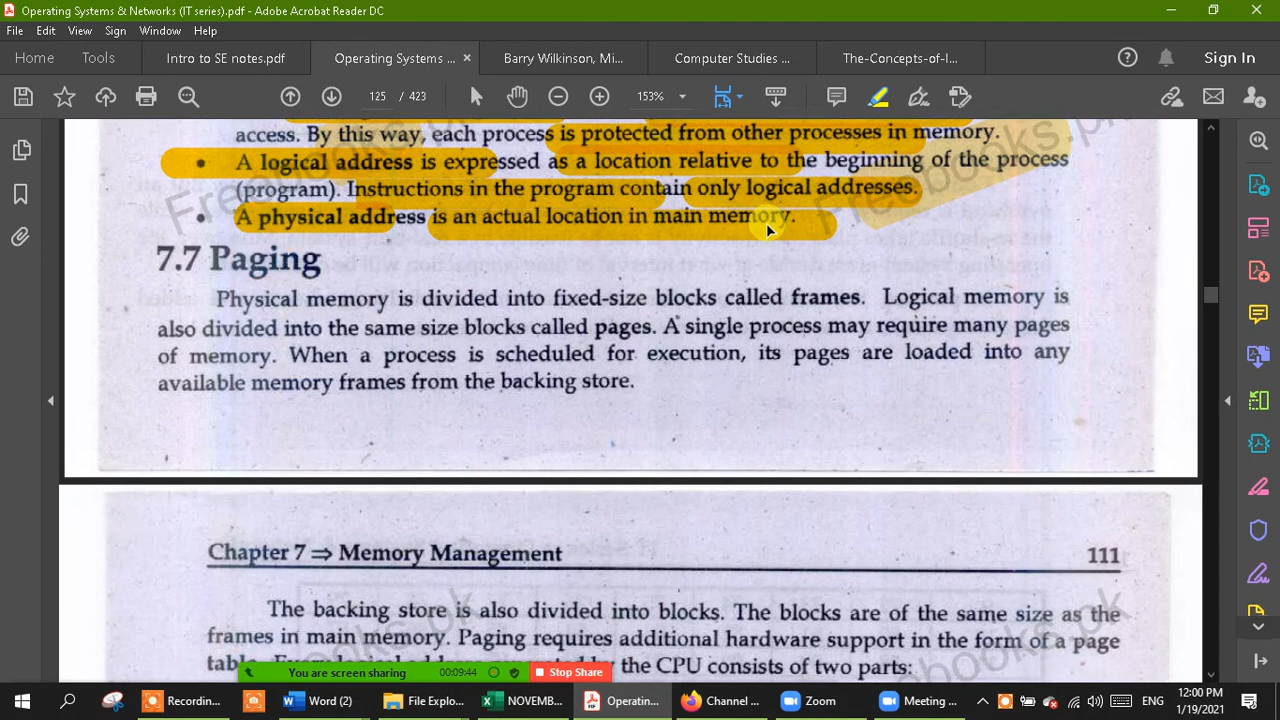 Operating Systems & Networks (IT series).pdf - Adobe Acrobat Reader DC
File Edit View Sign Window Help
Home Tools Intro to SE notes.pdf Operating Systems ... × Barry Wilkinson, Mi... Computer Studies ... The-Concepts-of-I... Sign In
125 / 423 153%
access. By this way, each process is protected from other processes in memory.
• A logical address is expressed as a location relative to the beginning of the process
(program). Instructions in the program contain only logical addresses.
• A physical address is an actual location in main memory.
7.7 Paging
Physical memory is divided into fixed-size blocks called frames. Logical memory is
also divided into the same size blocks called pages. A single process may require many pages
of memory. When a process is scheduled for execution, its pages are loaded into any
available memory frames from the backing store.
Freebooks.pk
Chapter 7 ⇒ Memory Management 111
The backing store is also divided into blocks. The blocks are of the same size as the
frames in main memory. Paging requires additional hardware support in the form of a page
the CPU consists of two parts:
You are screen sharing 00:09:44 Stop Share
Recording... Word (2) File Explo... NOVEMB... Operatin... Channel ... Zoom Meeting ... ENG 12:00 PM
1/19/2021